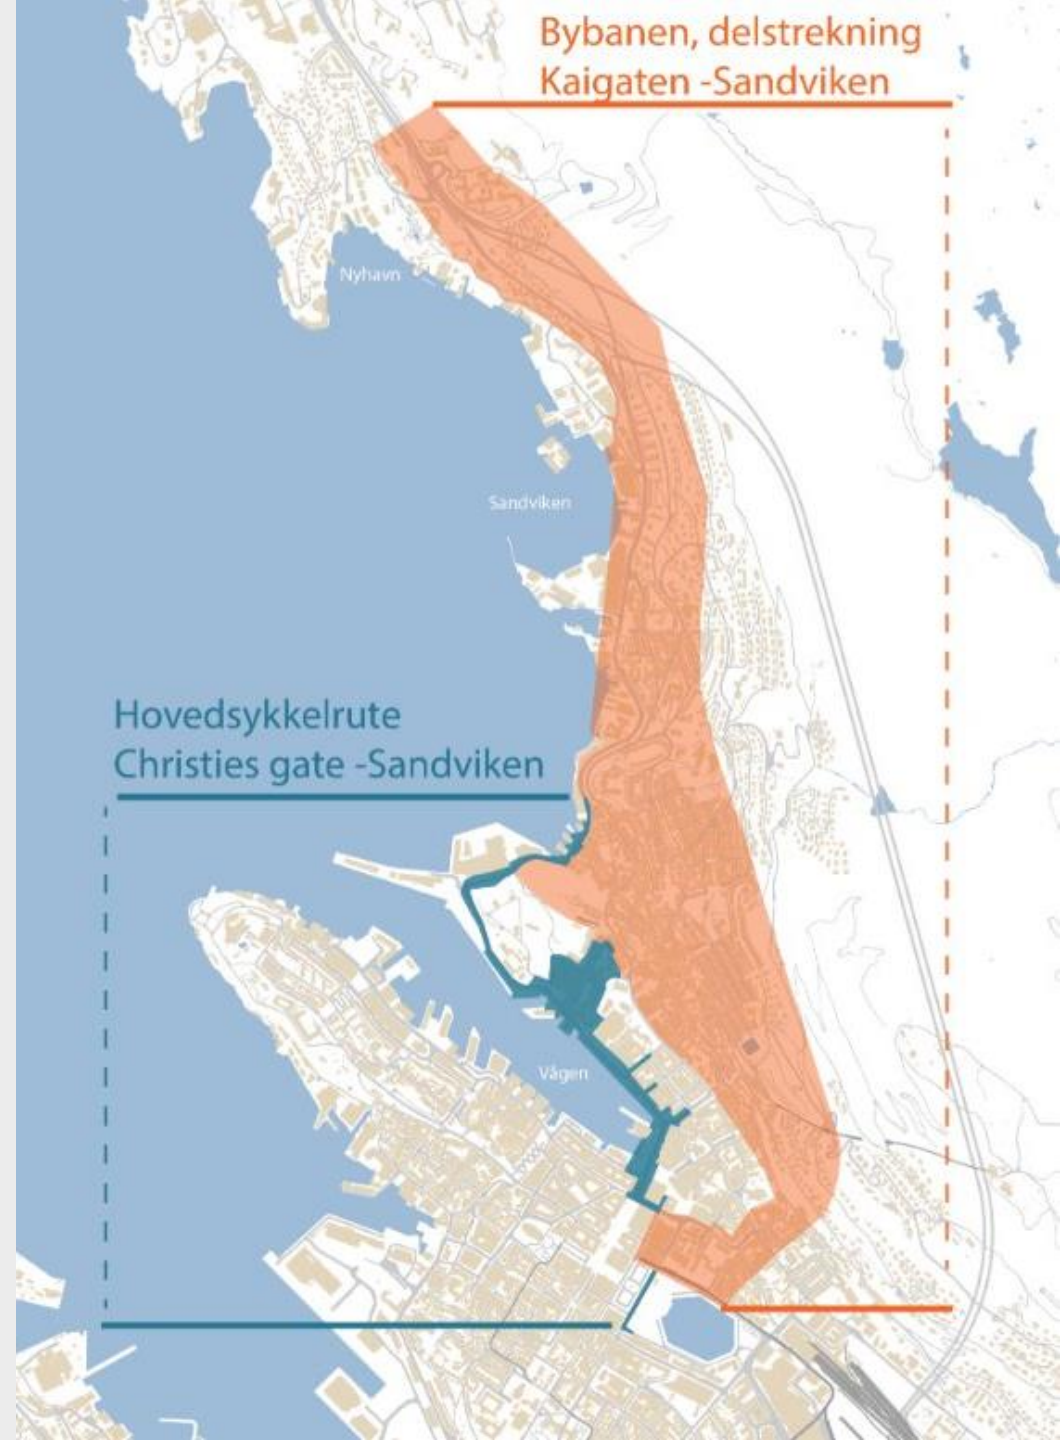 Bybanen, delstrekning
Kaigaten -Sandviken
Nyhavn
Sandviken
Hovedsykkelrute
Christies gate -Sandviken
Vågen